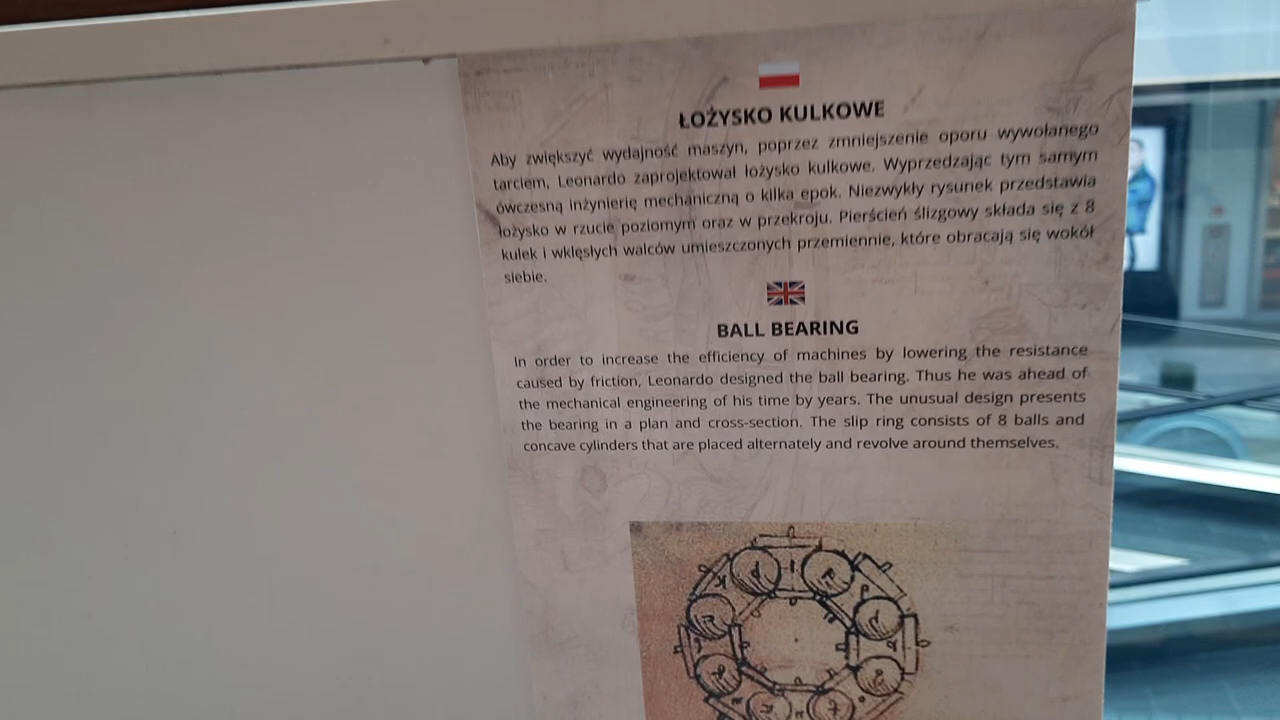 ŁOŻYSKO KULKOWE
Aby zwiększyć wydajność maszyn, poprzez zmniejszenie oporu wywołanego
tarciem, Leonardo zaprojektował łożysko kulkowe. Wyprzedzając tym samym
ówczesną inżynierię mechaniczną o kilka epok. Niezwykły rysunek przedstawia
łożysko w rzucie poziomym oraz w przekroju. Pierścień ślizgowy składa się z 8
kulek i wklęsłych walców umieszczonych przemiennie, które obracają się wokół
siebie.
BALL BEARING
In order to increase the efficiency of machines by lowering the resistance
caused by friction, Leonardo designed the ball bearing. Thus he was ahead of
the mechanical engineering of his time by years. The unusual design presents
the bearing in a plan and cross-section. The slip ring consists of 8 balls and
concave cylinders that are placed alternately and revolve around themselves.